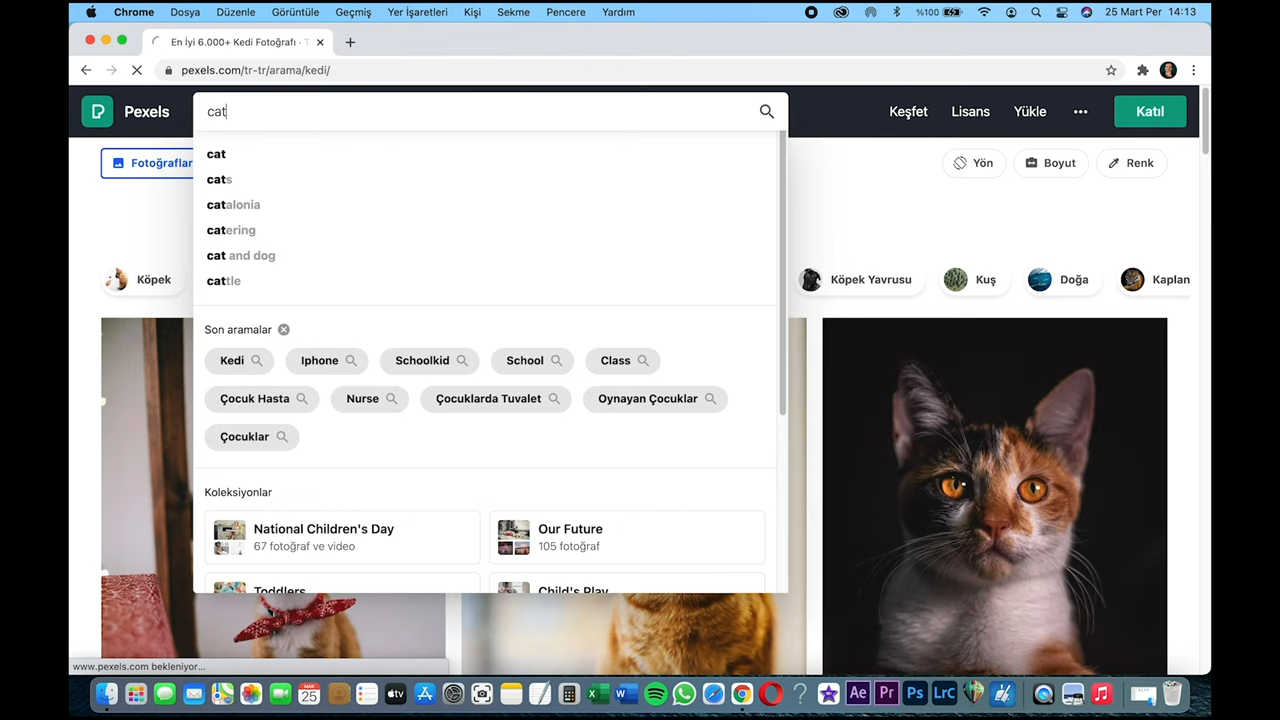 Chrome Dosya Düzenle Görüntüle Geçmiş Yer İşaretleri Kişi Sekme Pencere Yardım %100 25 Mart Per 14:13
En İyi 6.000+ Kedi Fotoğrafı
pexels.com/tr-tr/arama/kedi/
Pexels cat Keşfet Lisans Yükle Katıl
Fotoğraflar Yön Boyut Renk
cat
cats
catalonia
catering
cat and dog
cattle
Köpek Köpek Yavrusu Kuş Doğa Kaplan
Son aramalar
Kedi Iphone Schoolkid School Class
Çocuk Hasta Nurse Çocuklarda Tuvalet Oynayan Çocuklar
Çocuklar
Koleksiyonlar
National Children's Day Our Future
67 fotoğraf ve video 105 fotoğraf
Toddlers Child's Play
www.pexels.com bekleniyor...
MAR
25 tv X W Ae Pr Ps LrC